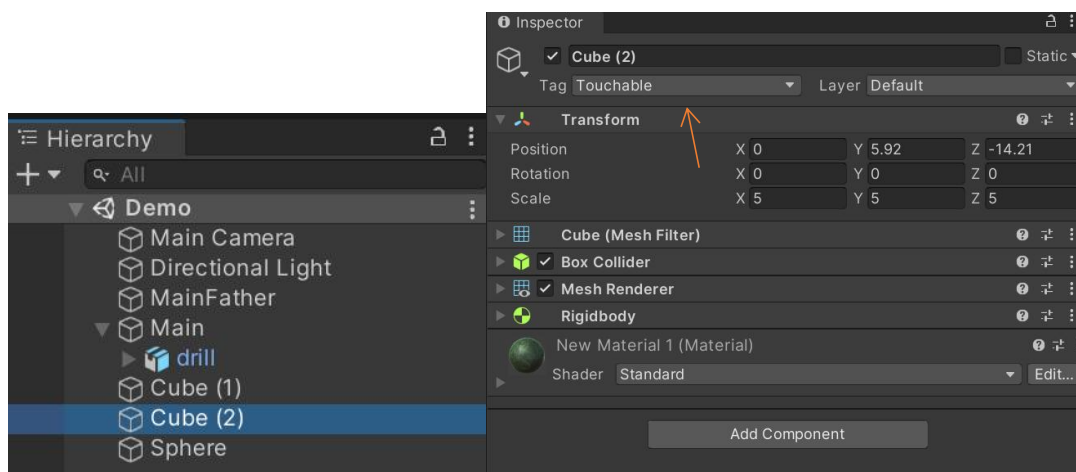 Hierarchy
All
Demo
Main Camera
Directional Light
MainFather
Main
drill
Cube (1)
Cube (2)
Sphere
Inspector
Cube (2)
Static
Tag Touchable Layer Default
Transform
Position X 0 Y 5.92 Z -14.21
Rotation X 0 Y 0 Z 0
Scale X 5 Y 5 Z 5
Cube (Mesh Filter)
Box Collider
Mesh Renderer
Rigidbody
New Material 1 (Material)
Shader Standard Edit...
Add Component